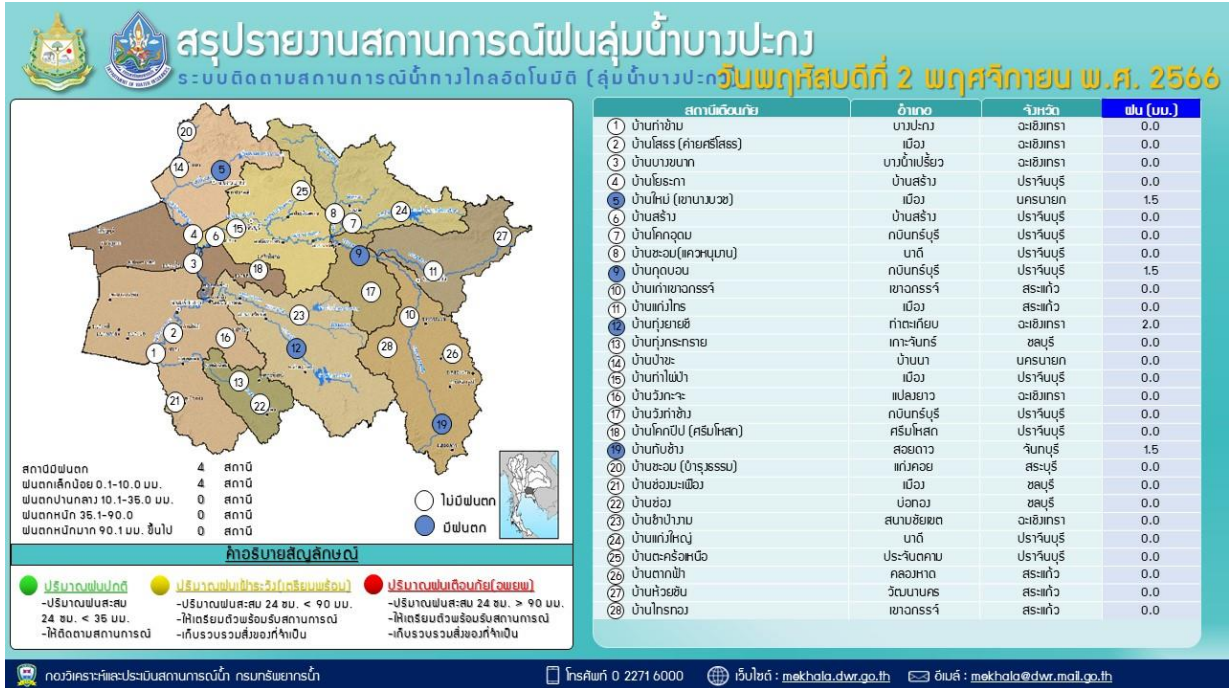 สรุปรายงานสถานการณ์ฝนลุ่มน้ำบางปะกง
ระบบติดตามสถานการณ์น้ำทางไกลอัตโนมัติ (ลุ่มน้ำบางปะกง)
วันพฤหัสบดีที่ 2 พฤศจิกายน พ.ศ. 2566
สถานีเตือนภัย อำเภอ จังหวัด ฝน (มม.)
1 บ้านท่าข้าม บางปะกง ฉะเชิงเทรา 0.0
2 บ้านโสธร (ค่ายศรีโสธร) เมือง ฉะเชิงเทรา 0.0
3 บ้านบางขนาก บางน้ำเปรี้ยว ฉะเชิงเทรา 0.0
4 บ้านโยธะกา บ้านสร้าง ปราจีนบุรี 0.0
5 บ้านใหม่ (เขานางบวช) เมือง นครนายก 1.5
6 บ้านสร้าง บ้านสร้าง ปราจีนบุรี 0.0
7 บ้านโคกอุดม กบินทร์บุรี ปราจีนบุรี 0.0
8 บ้านซะอม(แควหนุมาน) นาดี ปราจีนบุรี 0.0
9 บ้านกุดบอน กบินทร์บุรี ปราจีนบุรี 1.5
10 บ้านเก่าเขาฉกรรจ์ เขาฉกรรจ์ สระแก้ว 0.0
11 บ้านแก่งไทร เมือง สระแก้ว 0.0
12 บ้านทุ่งยายชี ท่าตะเกียบ ฉะเชิงเทรา 2.0
13 บ้านทุ่งกระทราย เกาะจันทร์ ชลบุรี 0.0
14 บ้านป่าขะ บ้านนา นครนายก 0.0
15 บ้านท่าไผ่ป่า เมือง ปราจีนบุรี 0.0
16 บ้านวังกะจะ แปลงยาว ฉะเชิงเทรา 0.0
17 บ้านวังท่าช้าง กบินทร์บุรี ปราจีนบุรี 0.0
18 บ้านโคกปีป (ศรีมโหสถ) ศรีมโหสถ ปราจีนบุรี 0.0
19 บ้านทับช้าง สอยดาว จันทบุรี 1.5
20 บ้านซะอม (บำรุงธรรม) แก่งคอย สระบุรี 0.0
21 บ้านช่องมะเฟือง เมือง ชลบุรี 0.0
22 บ้านช่อง บ่อทอง ชลบุรี 0.0
23 บ้านชำป่างาม สนามชัยเขต ฉะเชิงเทรา 0.0
24 บ้านแก่งใหญ่ นาดี ปราจีนบุรี 0.0
25 บ้านตะคร้อเหนือ ประจันตคาม ปราจีนบุรี 0.0
26 บ้านตากฟ้า คลองหาด สระแก้ว 0.0
27 บ้านห้วยชัน วัฒนานคร สระแก้ว 0.0
28 บ้านไทรทอง เขาฉกรรจ์ สระแก้ว 0.0
สถานีมีฝนตก 4 สถานี
ฝนตกเล็กน้อย 0.1-10.0 มม. 4 สถานี
ฝนตกปานกลาง 10.1-35.0 มม. 0 สถานี
ฝนตกหนัก 35.1-90.0 0 สถานี
ฝนตกหนักมาก 90.1 มม. ขึ้นไป 0 สถานี
ไม่มีฝนตก
มีฝนตก
คำอธิบายสัญลักษณ์
ปริมาณฝนปกติ
-ปริมาณฝนสะสม
24 ชม. < 35 มม.
-ให้ติดตามสถานการณ์
ปริมาณฝนเฝ้าระวัง(เตรียมพร้อม)
-ปริมาณฝนสะสม 24 ชม. < 90 มม.
-ให้เตรียมตัวพร้อมรับสถานการณ์
-เก็บรวบรวมสิ่งของที่จำเป็น
ปริมาณฝนเตือนภัย(อพยพ)
-ปริมาณฝนสะสม 24 ชม. > 90 มม.
-ให้เตรียมตัวพร้อมรับสถานการณ์
-เก็บรวบรวมสิ่งของที่จำเป็น
กองวิเคราะห์และประเมินสถานการณ์น้ำ กรมทรัพยากรน้ำ
โทรศัพท์ 0 2271 6000
เว็บไซต์ : mekhala.dwr.go.th
อีเมล์ : mekhala@dwr.mail.go.th